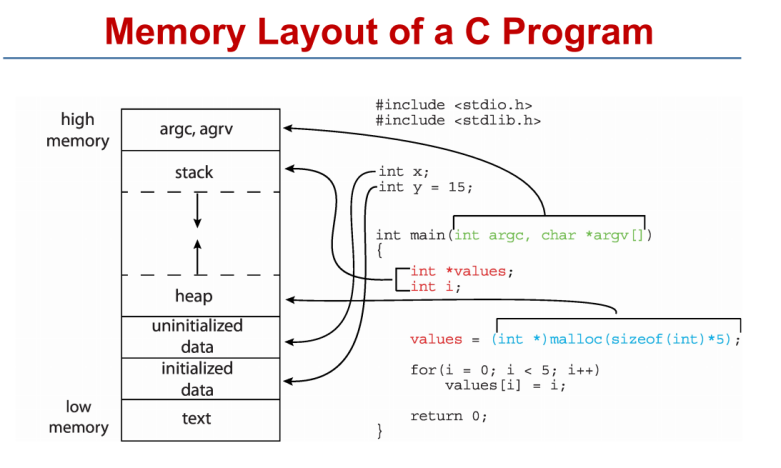 Memory Layout of a C Program
high
memory
argc, agrv
stack
heap
uninitialized
data
initialized
data
text
low
memory
#include <stdio.h>
#include <stdlib.h>
int x;
int y = 15;
int main(int argc, char *argv[])
{
int *values;
int i;
values = (int *)malloc(sizeof(int)*5);
for(i = 0; i < 5; i++)
values[i] = i;
return 0;
}